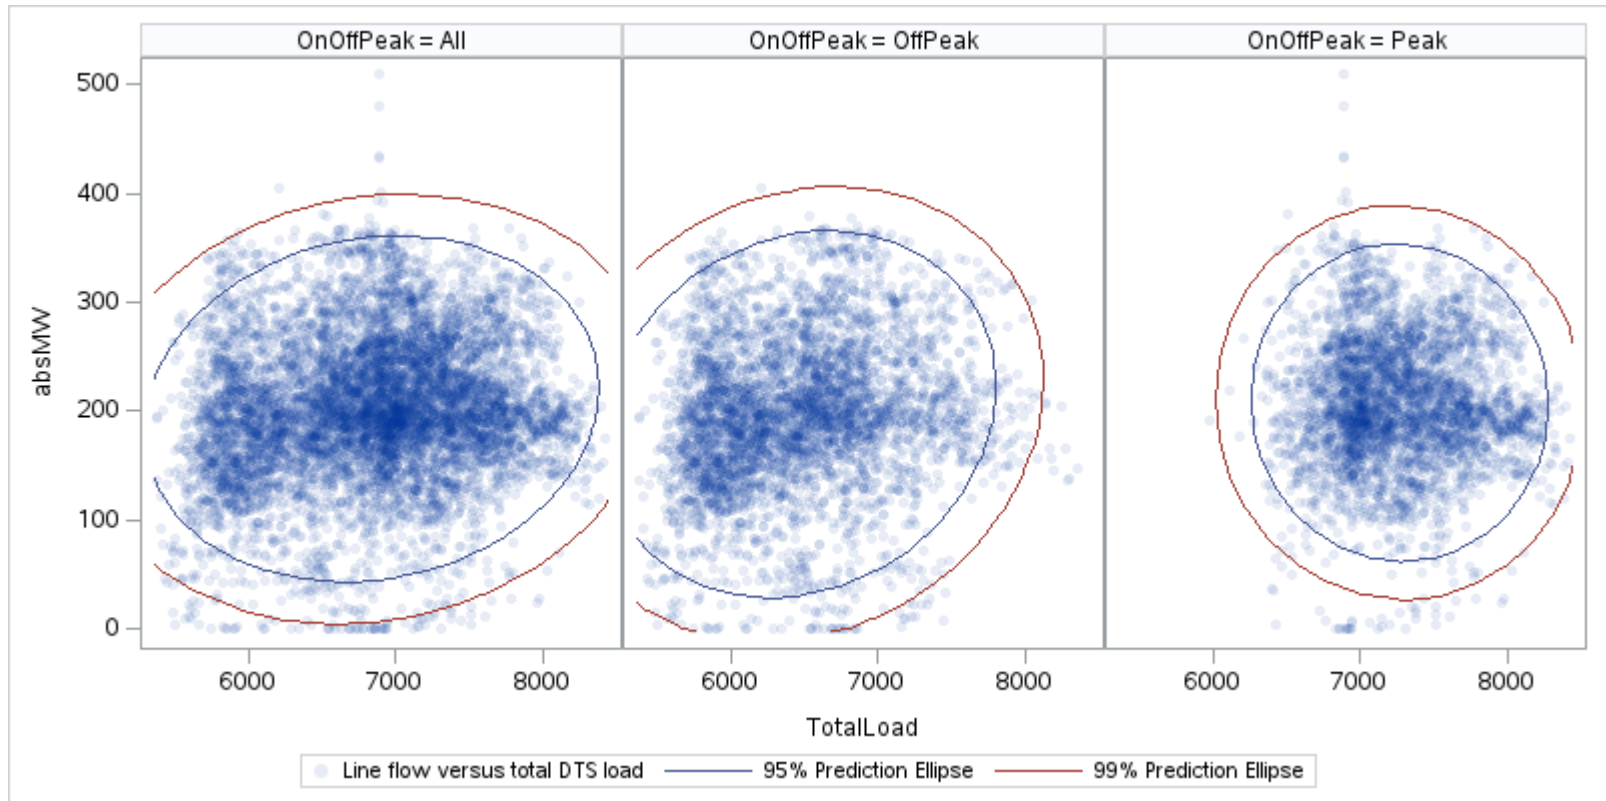 OnOffPeak = All OnOffPeak = OffPeak OnOffPeak = Peak
500
400
300
200
100
0
absMW
6000 7000 8000 6000 7000 8000 6000 7000 8000
TotalLoad
Line flow versus total DTS load 95% Prediction Ellipse 99% Prediction Ellipse